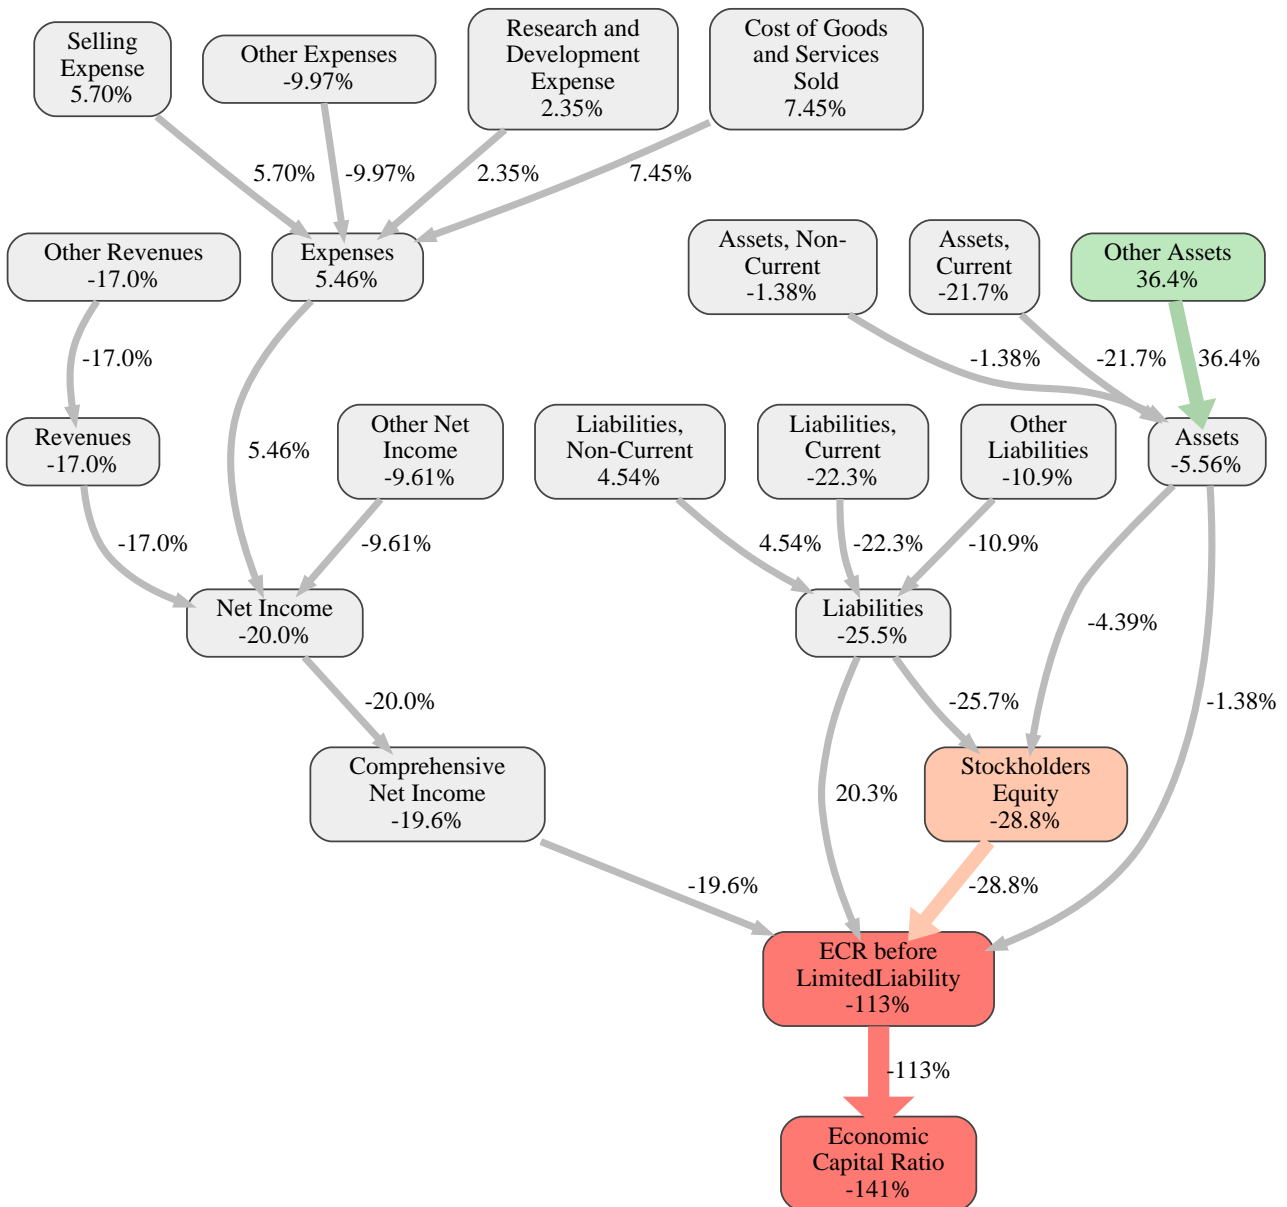 Selling
Expense
5.70%
Other Expenses
-9.97%
Research and
Development
Expense
2.35%
Cost of Goods
and Services
Sold
7.45%
5.70%
-9.97%
2.35%
7.45%
Other Revenues
-17.0%
Expenses
5.46%
Assets, Non-
Current
-1.38%
Assets,
Current
-21.7%
Other Assets
36.4%
-17.0%
-1.38%
-21.7%
36.4%
Revenues
-17.0%
5.46%
Other Net
Income
-9.61%
Liabilities,
Non-Current
4.54%
Liabilities,
Current
-22.3%
Other
Liabilities
-10.9%
Assets
-5.56%
-17.0%
-9.61%
4.54%
-22.3%
-10.9%
Net Income
-20.0%
Liabilities
-25.5%
-4.39%
-20.0%
-25.7%
-1.38%
Comprehensive
Net Income
-19.6%
20.3%
Stockholders
Equity
-28.8%
-19.6%
-28.8%
ECR before
LimitedLiability
-113%
-113%
Economic
Capital Ratio
-141%